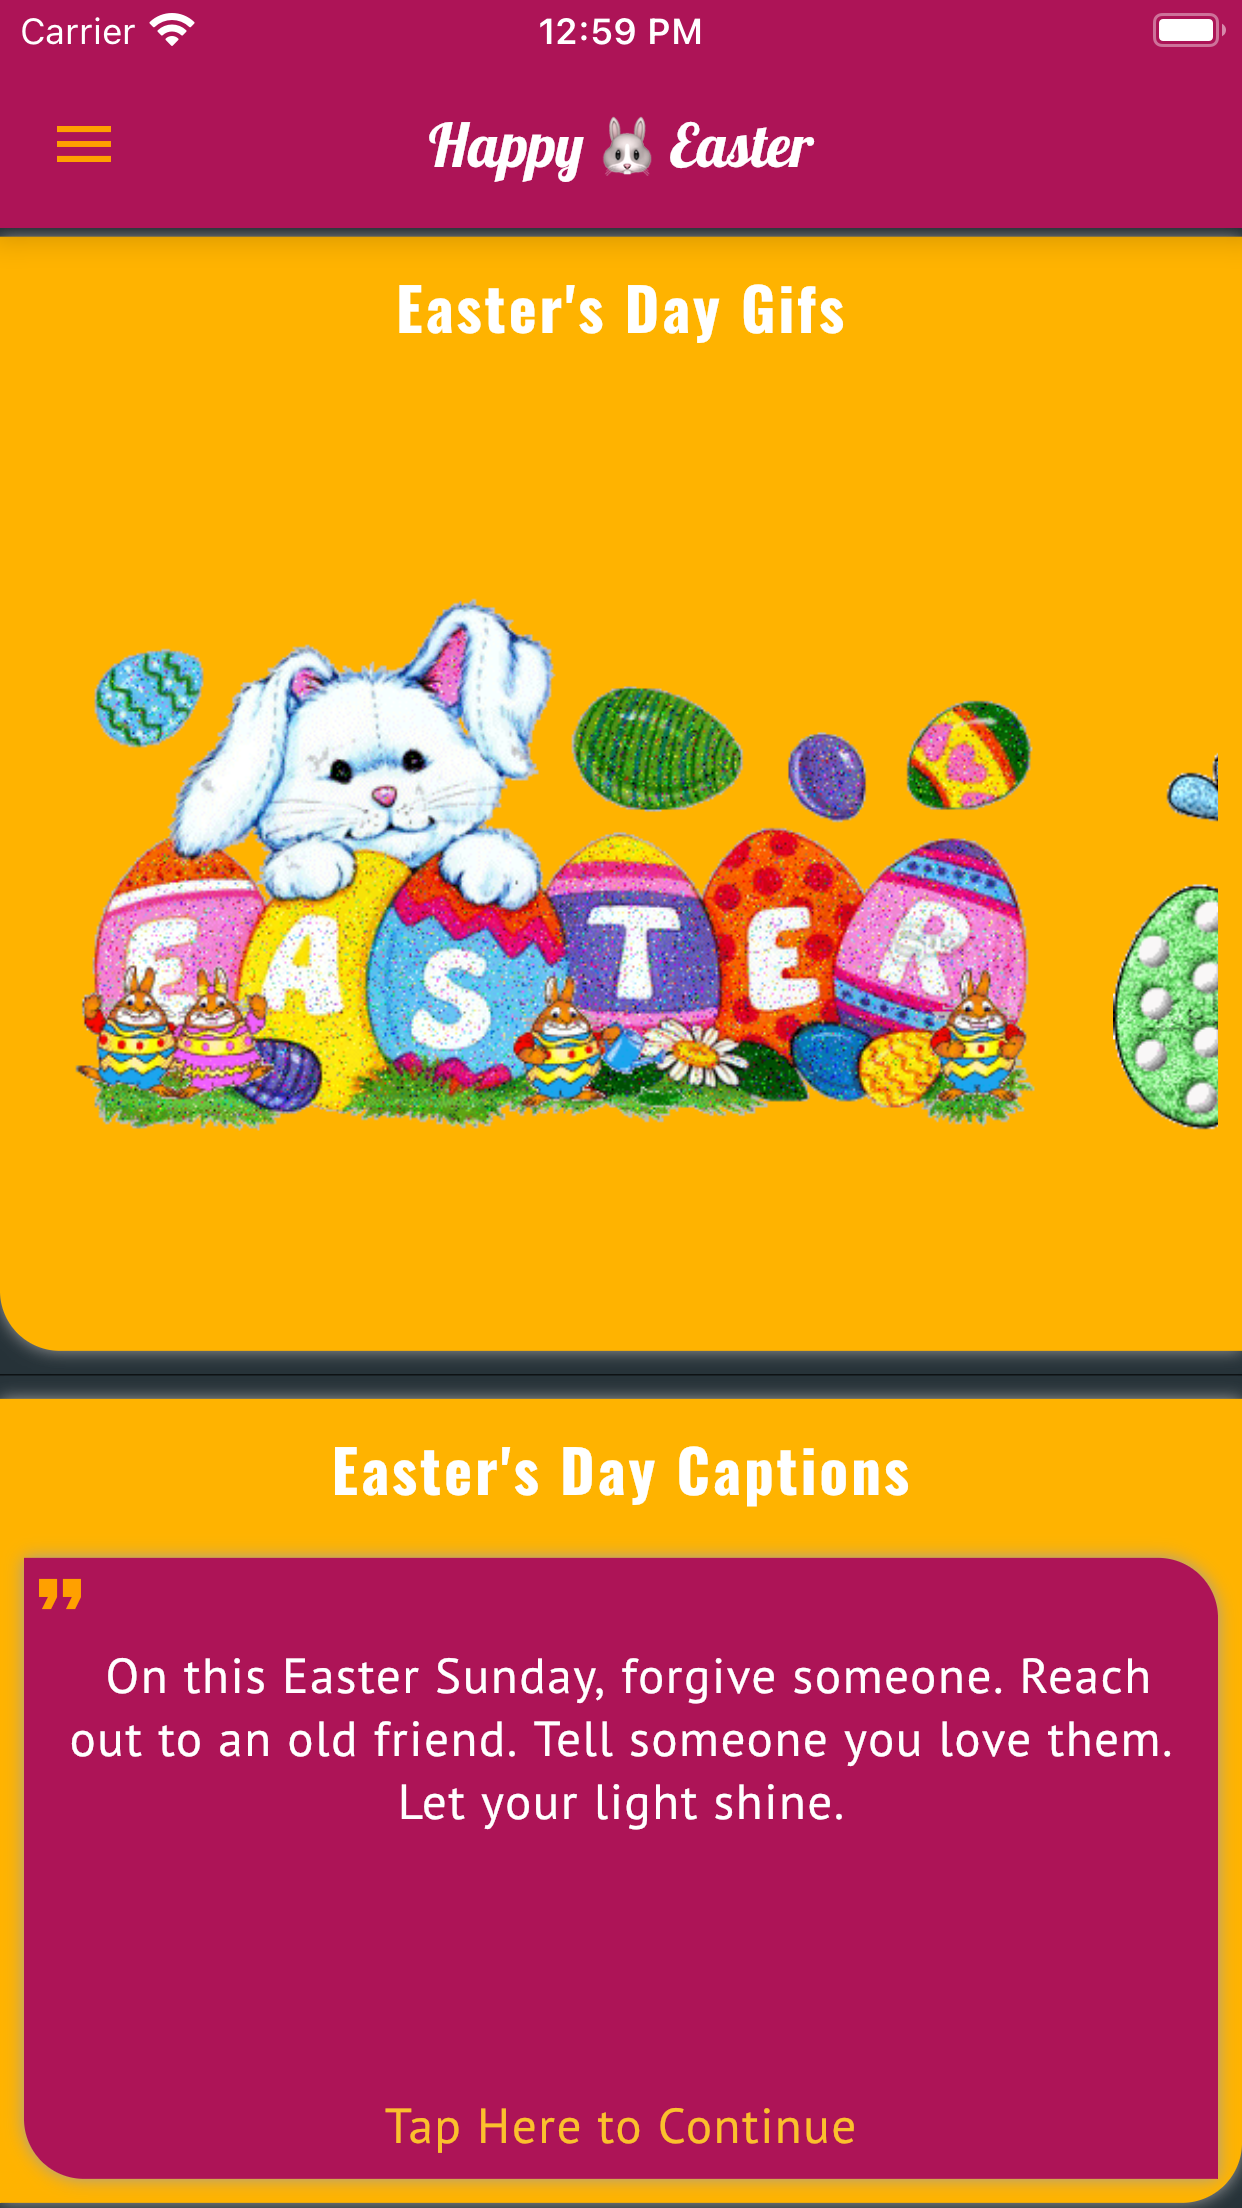 Carrier 12:59 PM
Happy 🐰 Easter
Easter's Day Gifs
EASTER
Easter's Day Captions
”
On this Easter Sunday, forgive someone. Reach
out to an old friend. Tell someone you love them.
Let your light shine.
Tap Here to Continue